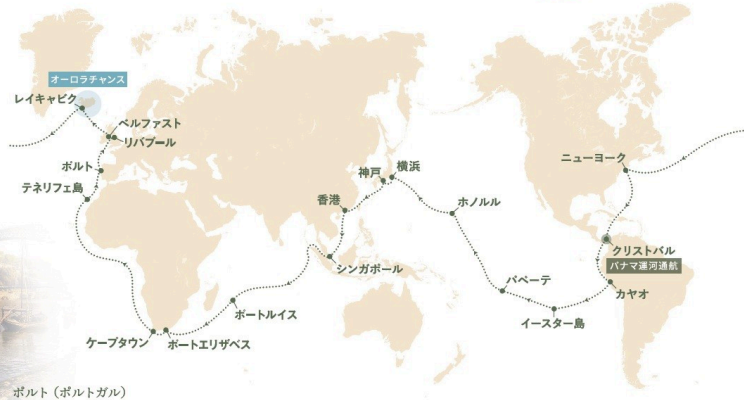 オーロラチャンス
レイキャビク
ベルファスト
リバプール
ポルト
テネリフェ島
ニューヨーク
神戸
横浜
香港
ホノルル
クリストバル
パナマ運河通航
シンガポール
パペーテ
カヤオ
ポートルイス
イースター島
ケープタウン
ポートエリザベス
ポルト（ポルトガル）